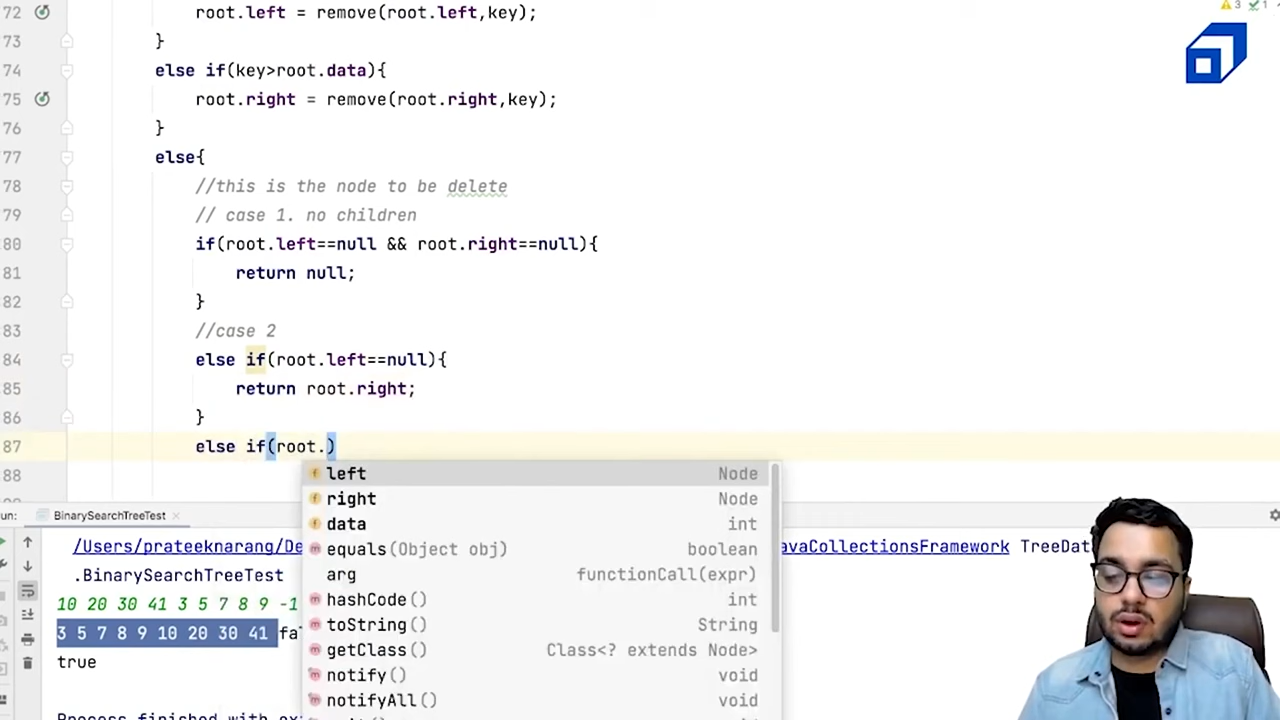 72 root.left = remove(root.left,key);
73 }
74 else if(key>root.data){
75 root.right = remove(root.right,key);
76 }
77 else{
78 //this is the node to be delete
79 // case 1. no children
80 if(root.left==null && root.right==null){
81 return null;
82 }
83 //case 2
84 else if(root.left==null){
85 return root.right;
86 }
87 else if(root.)
88
left Node
right Node
data int
equals(Object obj) boolean
arg functionCall(expr)
hashCode() int
toString() String
getClass() Class<? extends Node>
notify() void
notifyAll() void
3 1
un: BinarySearchTreeTest ×
/Users/prateeknarang/De avaCollectionsFramework TreeDat
.BinarySearchTreeTest
10 20 30 41 3 5 7 8 9 -1
3 5 7 8 9 10 20 30 41 fa
true